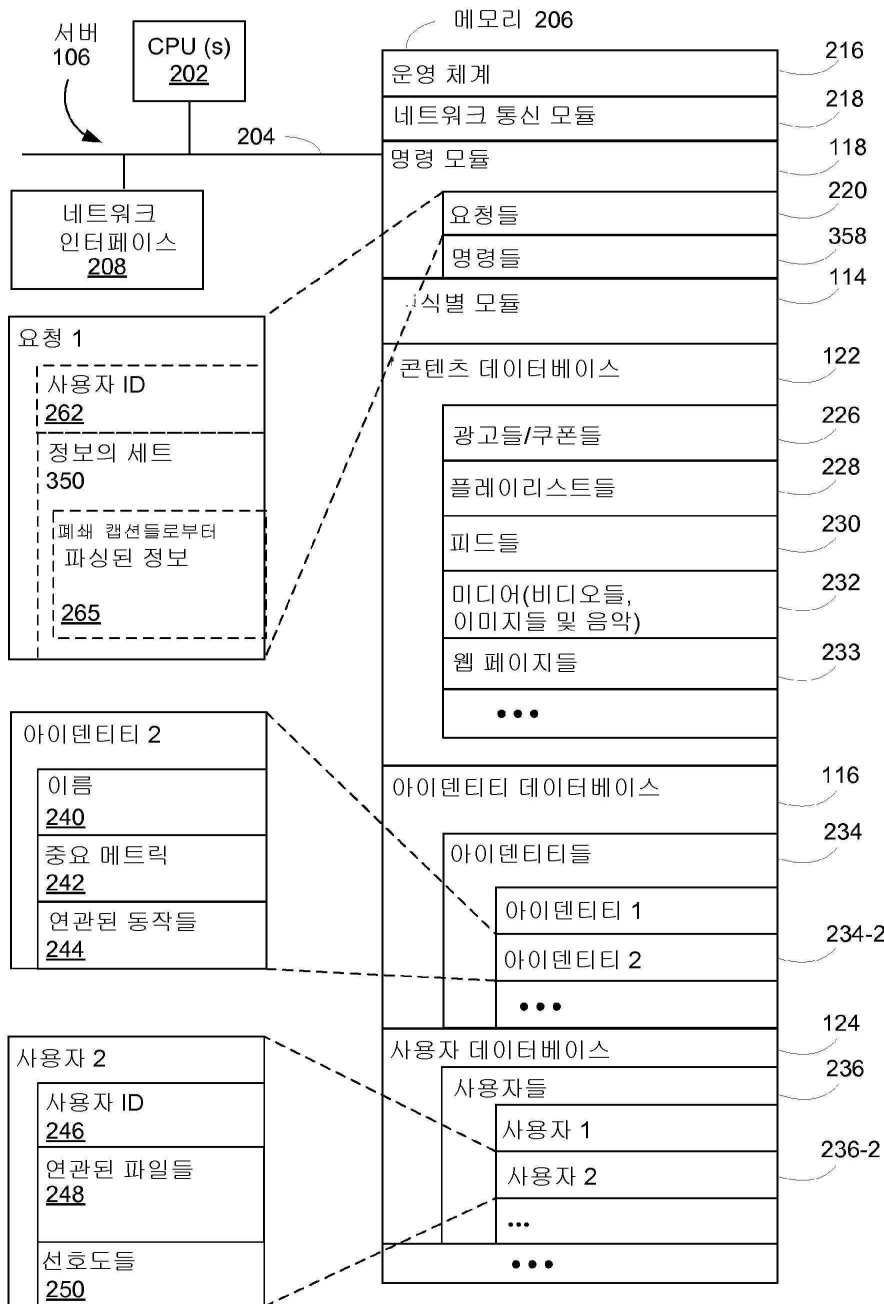 서버
106
CPU (s)
202
204
네트워크
인터페이스
208
메모리 206
운영 체계
216
네트워크 통신 모듈
218
명령 모듈
118
요청들
220
명령들
358
식별 모듈
114
콘텐츠 데이터베이스
122
광고들/쿠폰들
226
플레이리스트들
228
피드들
230
미디어(비디오들,
이미지들 및 음악)
232
웹 페이지들
233
•••
아이덴티티 데이터베이스
116
아이덴티티들
234
아이덴티티 1
아이덴티티 2
234-2
•••
사용자 데이터베이스
124
사용자들
236
사용자 1
사용자 2
236-2
...
•••
요청 1
사용자 ID
262
정보의 세트
350
폐쇄 캡션들로부터
파싱된 정보
265
아이덴티티 2
이름
240
중요 메트릭
242
연관된 동작들
244
사용자 2
사용자 ID
246
연관된 파일들
248
선호도들
250